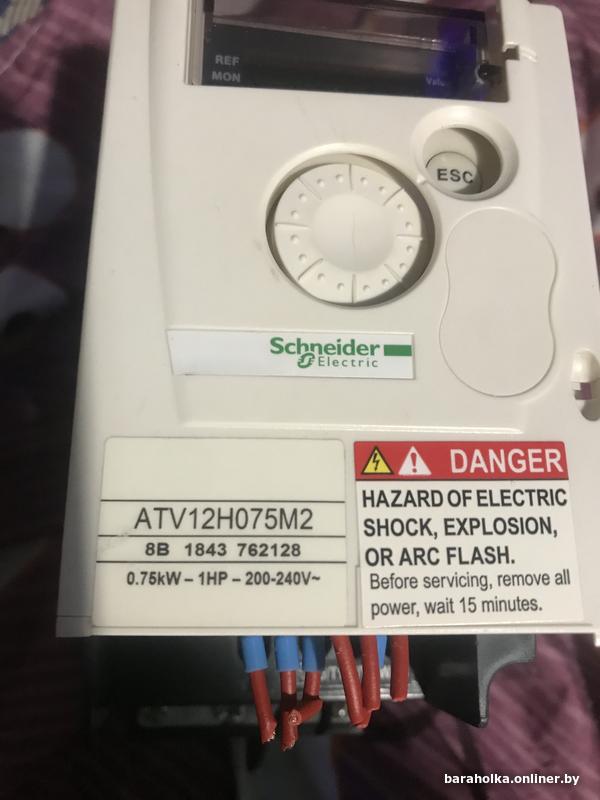 REF
MON
Value
ESC
Schneider
Electric
ATV12H075M2
8B 1843 762128
0.75kW – 1HP – 200-240V~
DANGER
HAZARD OF ELECTRIC
SHOCK, EXPLOSION,
OR ARC FLASH.
Before servicing, remove all
power, wait 15 minutes.
baraholka.onliner.by